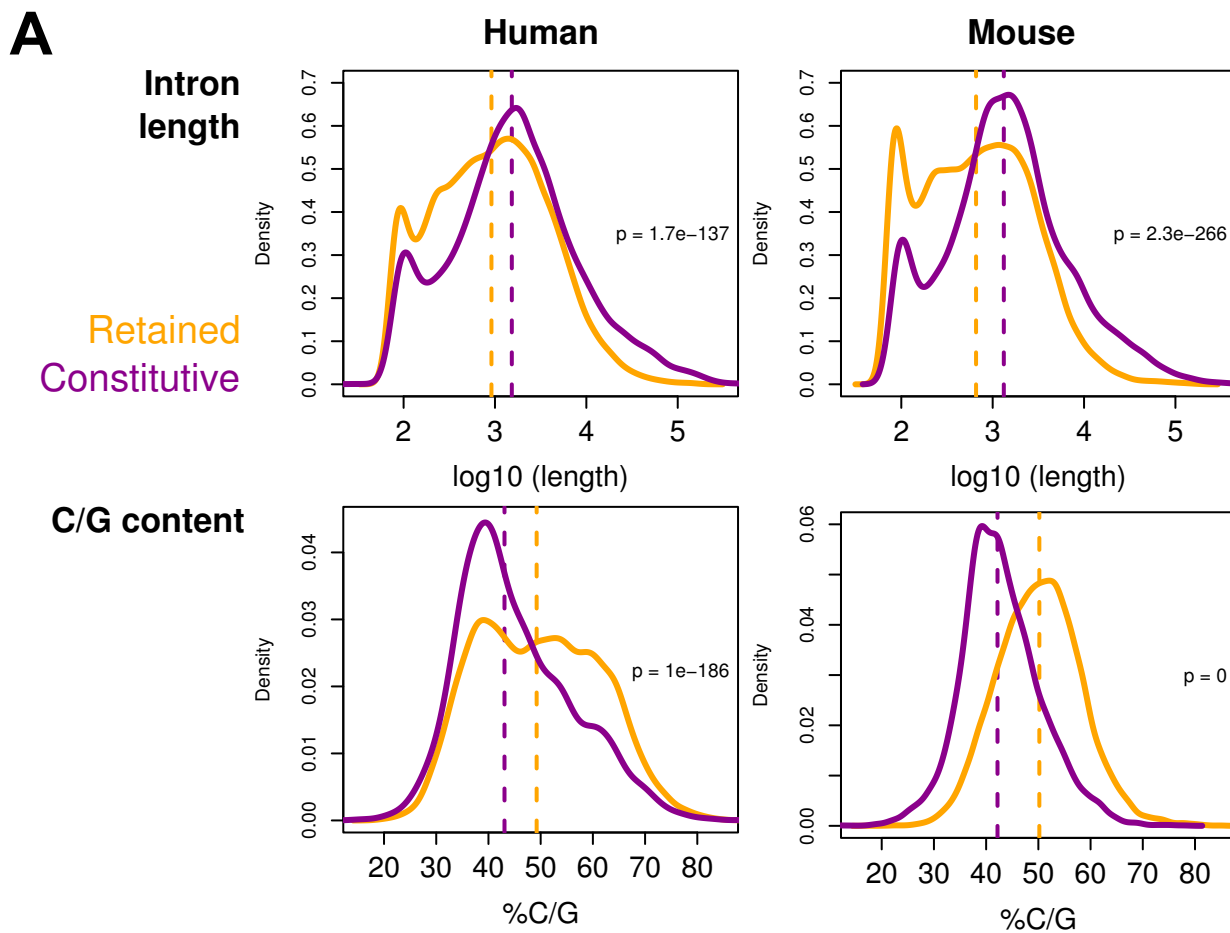 A
Human
Mouse
Intron
length
Retained
Constitutive
Density
0.0
0.1
0.2
0.3
0.4
0.5
0.6
0.7
p = 1.7e−137
2
3
4
5
log10 (length)
Density
0.0
0.1
0.2
0.3
0.4
0.5
0.6
0.7
p = 2.3e−266
2
3
4
5
log10 (length)
C/G content
Density
0.00
0.01
0.02
0.03
0.04
p = 1e−186
20
30
40
50
60
70
80
%C/G
Density
0.00
0.02
0.04
0.06
p = 0
20
30
40
50
60
70
80
%C/G